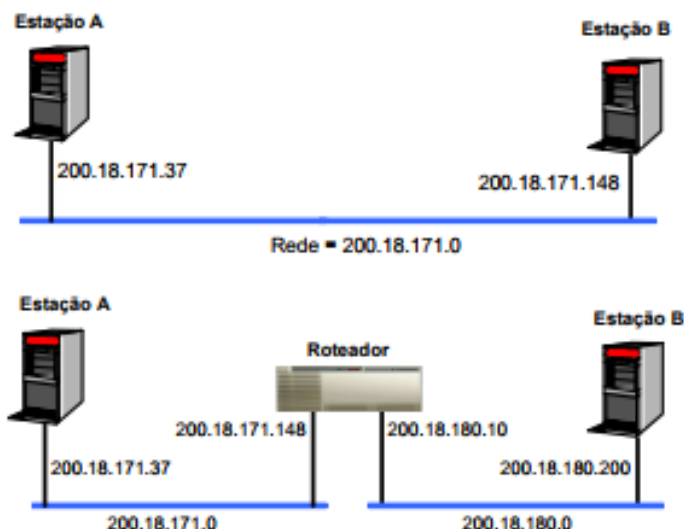 Estação A
Estação B
200.18.171.37
200.18.171.148
Rede = 200.18.171.0
Estação A
Estação B
Roteador
200.18.171.148
200.18.180.10
200.18.171.37
200.18.180.200
200.18.171.0
200.18.180.0